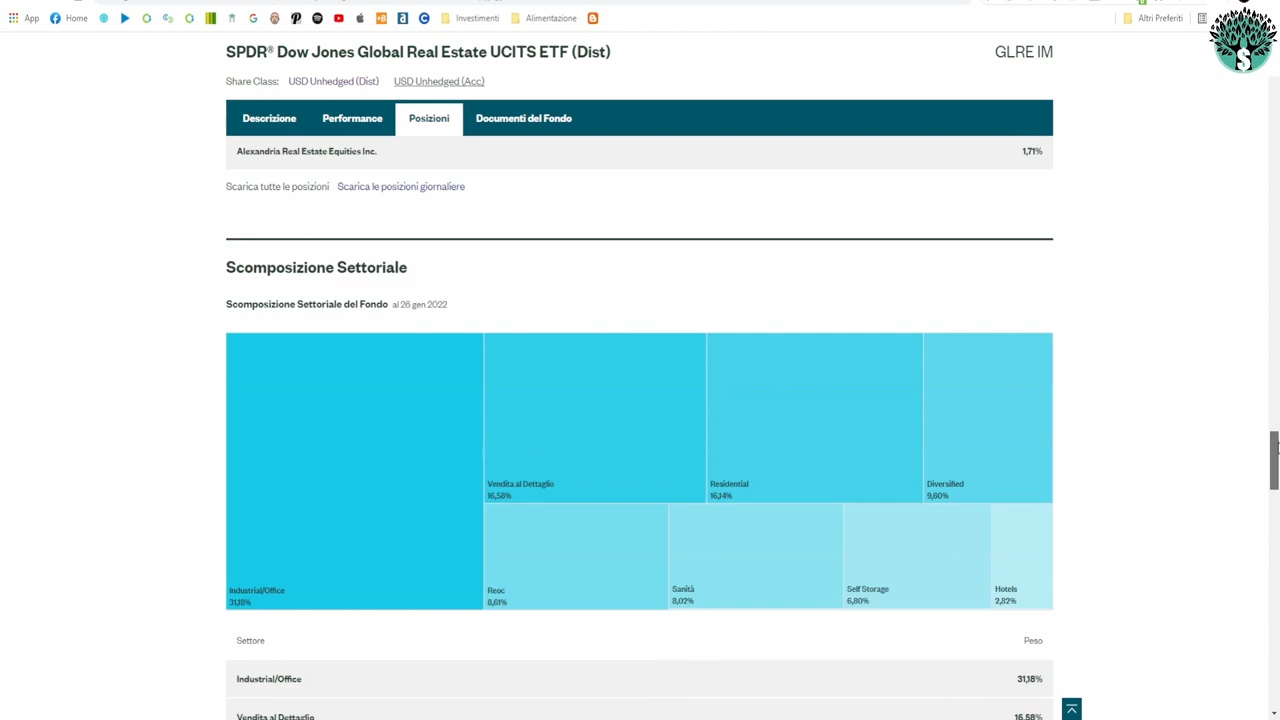 App
Home
Investimenti
Alimentazione
Altri Preferiti
SPDR® Dow Jones Global Real Estate UCITS ETF (Dist)
GLRE IM
Share Class: USD Unhedged (Dist) USD Unhedged (Acc)
Descrizione Performance Posizioni Documenti del Fondo
Alexandria Real Estate Equities Inc. 1,71%
Scarica tutte le posizioni Scarica le posizioni giornaliere
Scomposizione Settoriale
Scomposizione Settoriale del Fondo al 26 gen 2022
Vendita al Dettaglio
16,58%
Residential
16,14%
Diversified
9,60%
Industrial/Office
31,18%
Reoc
8,61%
Sanità
8,02%
Self Storage
6,80%
Hotels
2,82%
Settore Peso
Industrial/Office 31,18%
Vendita al Dettaglio 16,58%